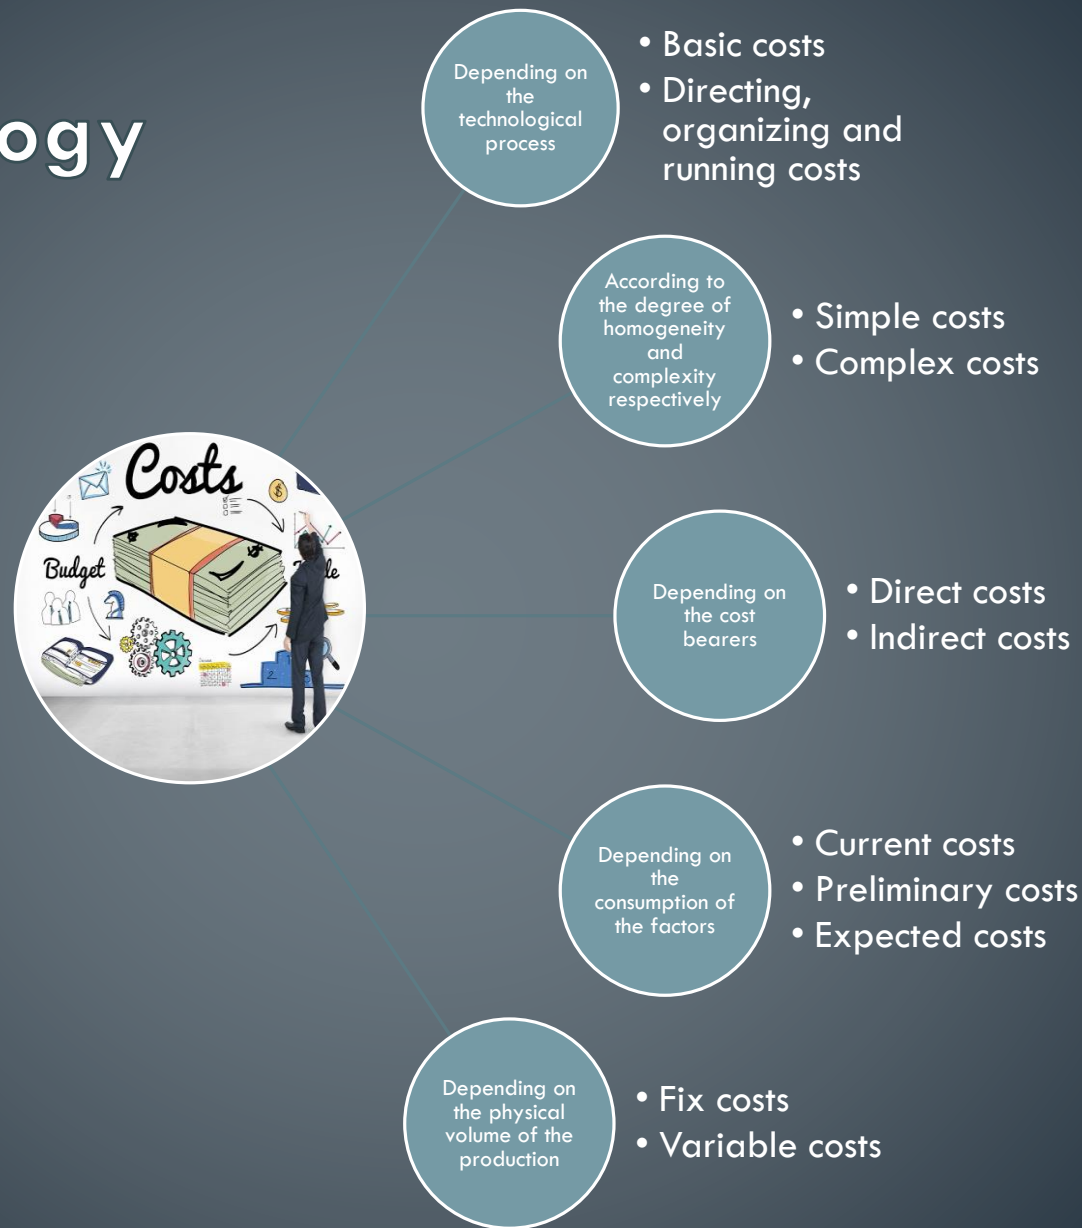 ogy
Depending on
the
technological
process
• Basic costs
• Directing,
organizing and
running costs
According to
the degree of
homogeneity
and
complexity
respectively
• Simple costs
• Complex costs
Costs
Budget
2
Depending on
the cost
bearers
• Direct costs
• Indirect costs
Depending on
the
consumption of
the factors
• Current costs
• Preliminary costs
• Expected costs
Depending on
the physical
volume of the
production
• Fix costs
• Variable costs